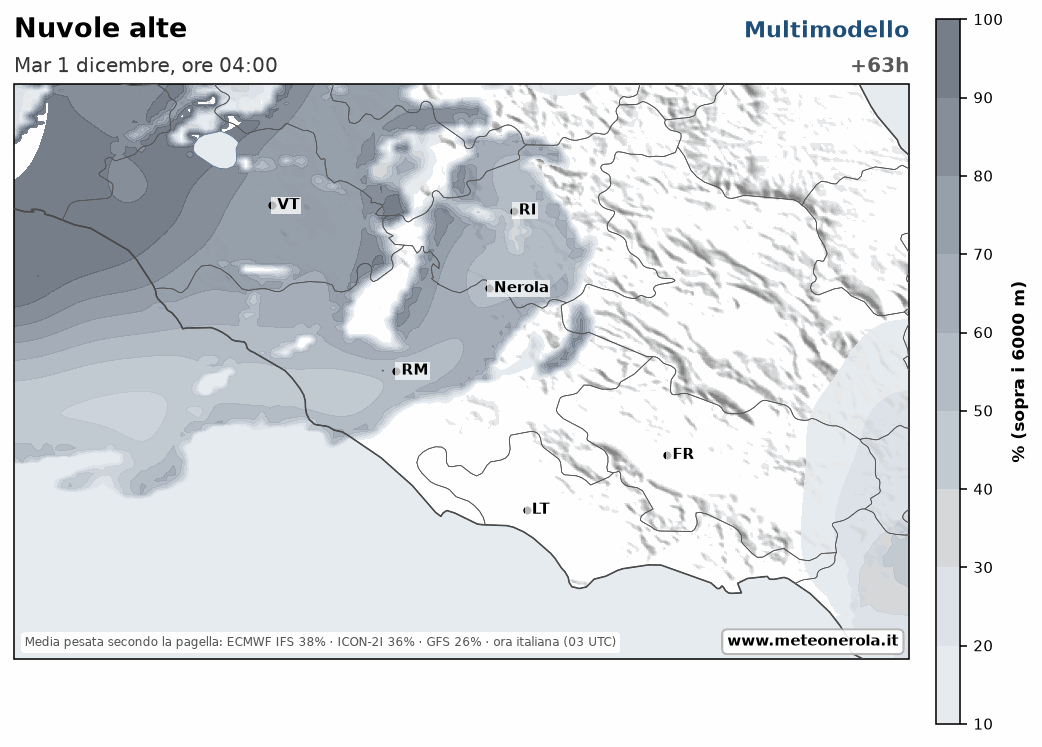 Nuvole alte
Multimodello
Mar 1 dicembre, ore 04:00
+63h
VT
RI
Nerola
RM
FR
LT
Media pesata secondo la pagella: ECMWF IFS 38% · ICON-2I 36% · GFS 26% · ora italiana (03 UTC)
www.meteonerola.it
100
90
80
70
60
50
40
30
20
10
% (sopra i 6000 m)